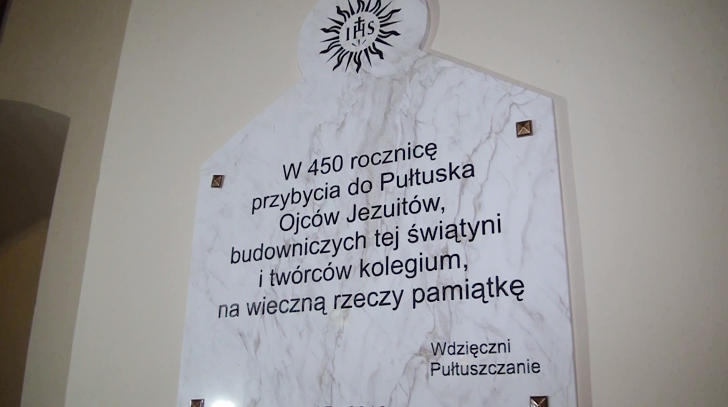 IHS
W 450 rocznicę
przybycia do Pułtuska
Ojców Jezuitów,
budowniczych tej świątyni
i twórców kolegium,
na wieczną rzeczy pamiątkę
Wdzięczni
Pułtuszczanie